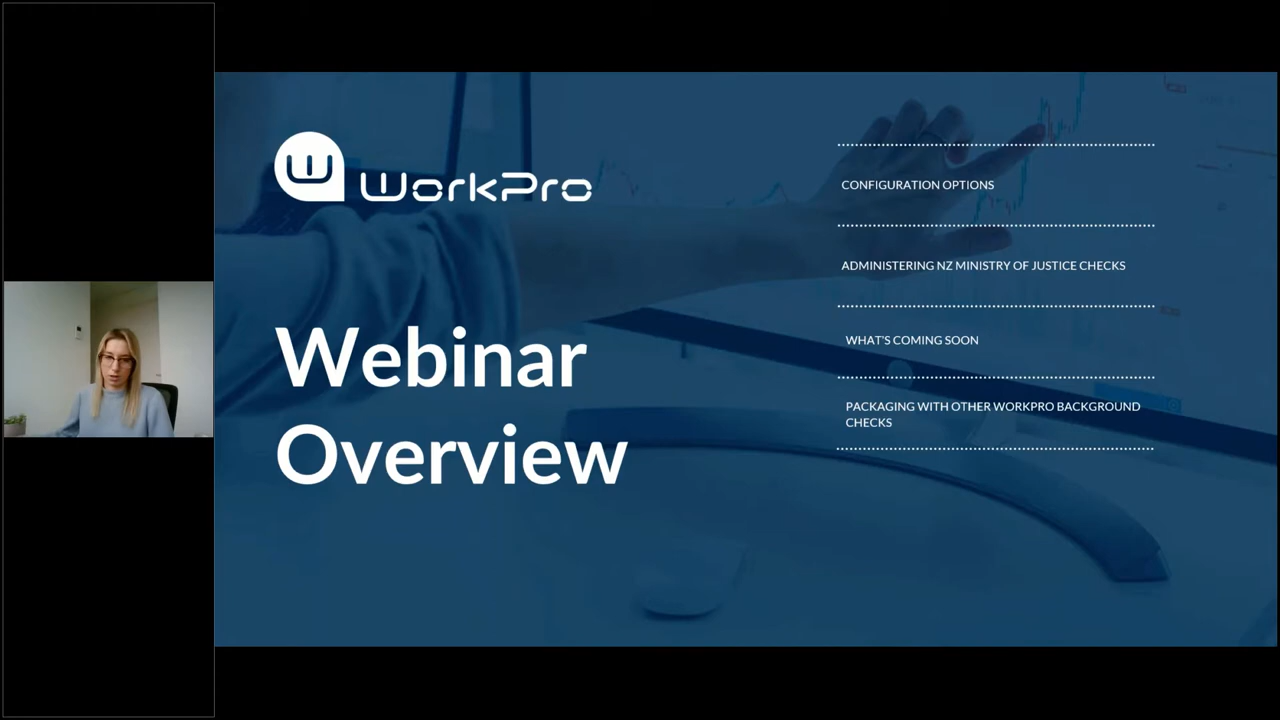 WorkPro
Webinar
Overview
CONFIGURATION OPTIONS
ADMINISTERING NZ MINISTRY OF JUSTICE CHECKS
WHAT'S COMING SOON
PACKAGING WITH OTHER WORKPRO BACKGROUND
CHECKS